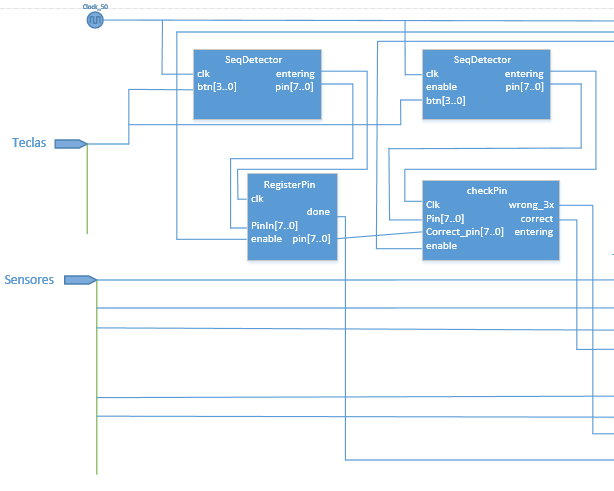 Clock_50
SeqDetector
clk entering
btn[3..0] pin[7..0]
SeqDetector
clk entering
enable pin[7..0]
btn[3..0]
Teclas
RegisterPin
clk
done
PinIn[7..0]
enable pin[7..0]
checkPin
Clk wrong_3x
Pin[7..0] correct
Correct_pin[7..0] entering
enable
Sensores